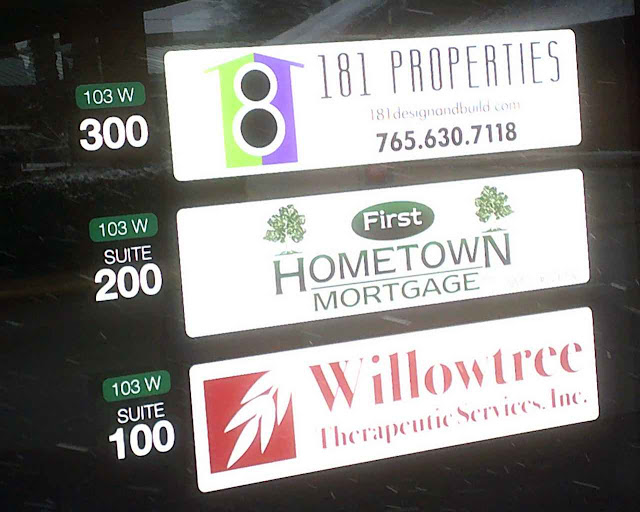 103 W
300
8
181 PROPERTIES
181designandbuild.com
765.630.7118
103 W
SUITE
200
First
HOMETOWN
MORTGAGE
103 W
SUITE
100
Willowtree
Therapeutic Services, Inc.